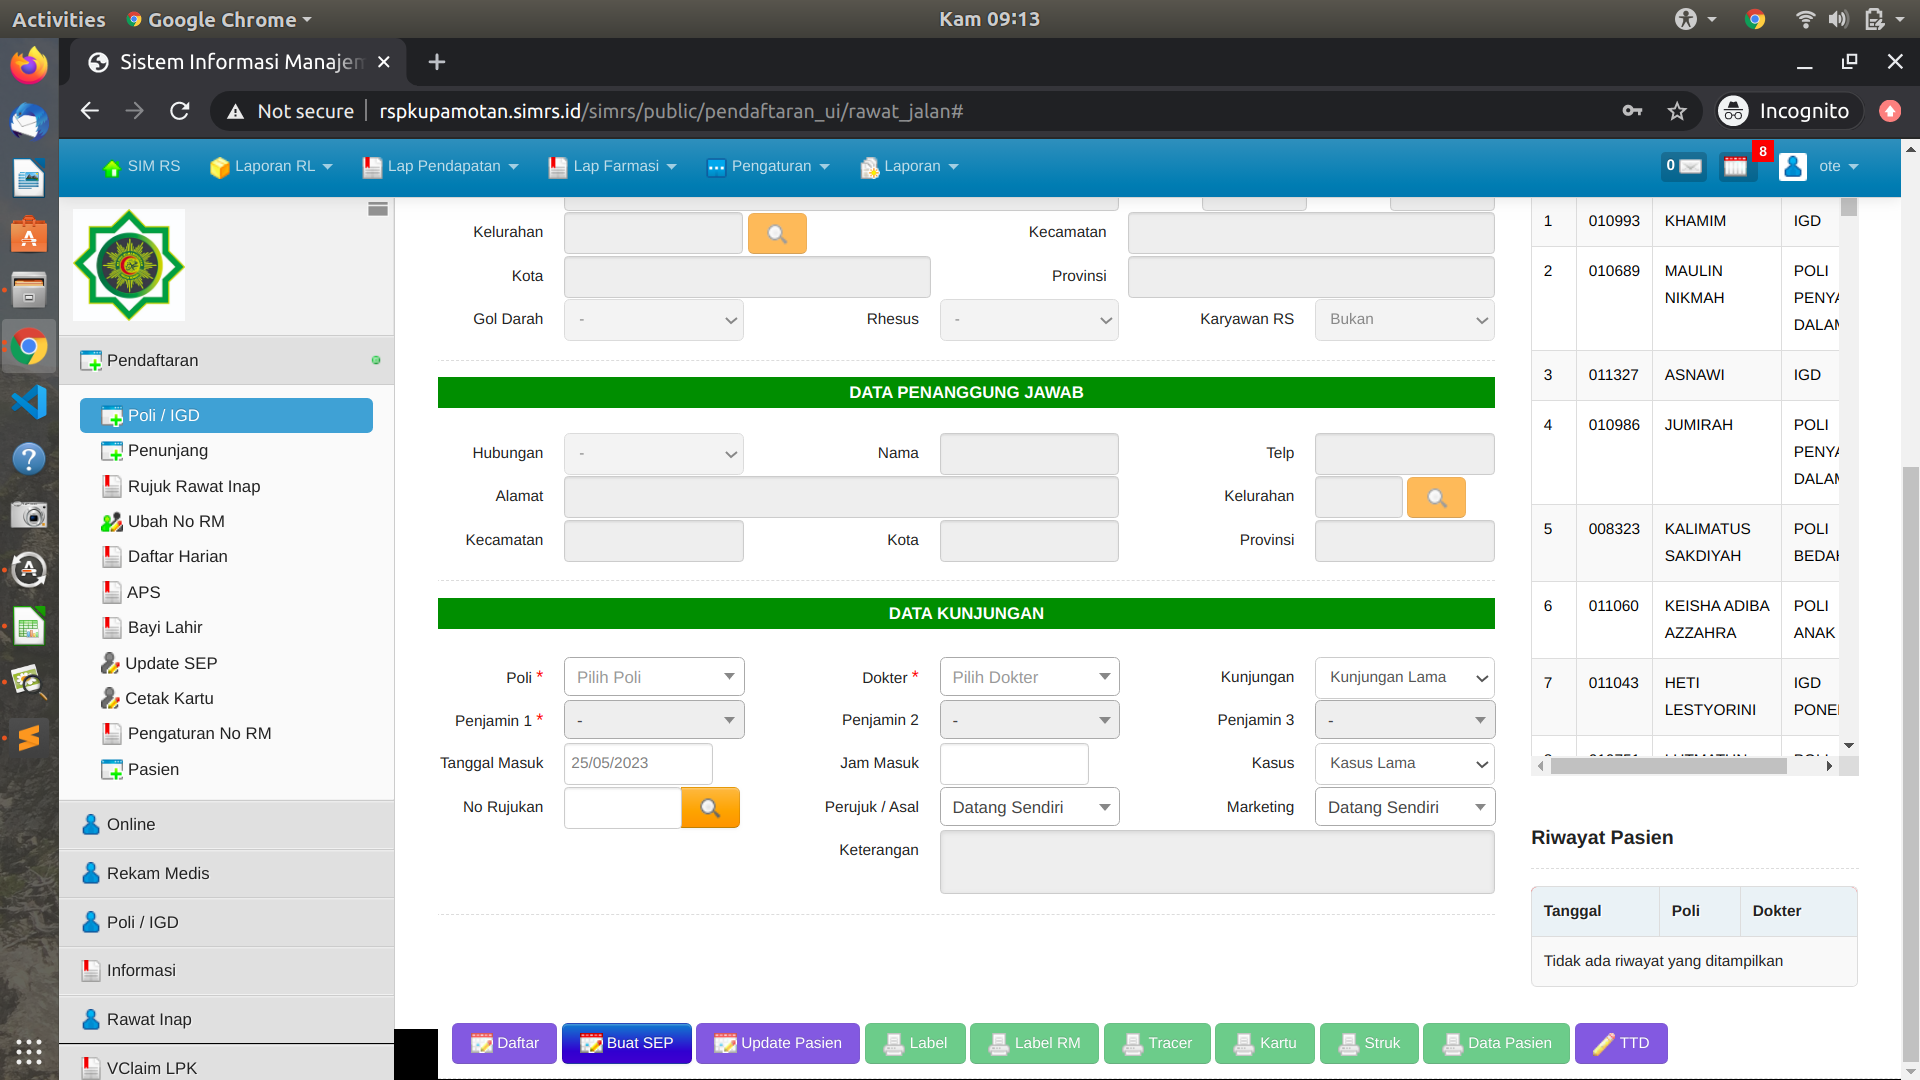 Activities
Google Chrome
Kam 09:13
Sistem Informasi Manajem
Not secure
rspkupamotan.simrs.id/simrs/public/pendaftaran_ui/rawat_jalan#
Incognito
SIM RS
Laporan RL
Lap Pendapatan
Lap Farmasi
Pengaturan
Laporan
0
8
ote
Pendaftaran
Poli / IGD
Penunjang
Rujuk Rawat Inap
Ubah No RM
Daftar Harian
APS
Bayi Lahir
Update SEP
Cetak Kartu
Pengaturan No RM
Pasien
Online
Rekam Medis
Poli / IGD
Informasi
Rawat Inap
VClaim LPK
Kelurahan
Kecamatan
Kota
Provinsi
Gol Darah -
Rhesus -
Karyawan RS Bukan
DATA PENANGGUNG JAWAB
Hubungan -
Nama
Telp
Alamat
Kelurahan
Kecamatan
Kota
Provinsi
DATA KUNJUNGAN
Poli * Pilih Poli
Dokter * Pilih Dokter
Kunjungan Kunjungan Lama
Penjamin 1 * -
Penjamin 2 -
Penjamin 3 -
Tanggal Masuk 25/05/2023
Jam Masuk
Kasus Kasus Lama
No Rujukan
Perujuk / Asal Datang Sendiri
Marketing Datang Sendiri
Keterangan
Daftar
Buat SEP
Update Pasien
Label
Label RM
Tracer
Kartu
Struk
Data Pasien
TTD
1 010993 KHAMIM IGD
2 010689 MAULIN POLI
NIKMAH PENYA
DALAM
3 011327 ASNAWI IGD
4 010986 JUMIRAH POLI
PENYA
DALAM
5 008323 KALIMATUS POLI
SAKDIYAH BEDAH
6 011060 KEISHA ADIBA POLI
AZZAHRA ANAK
7 011043 HETI IGD
LESTYORINI PONE
Riwayat Pasien
Tanggal Poli Dokter
Tidak ada riwayat yang ditampilkan